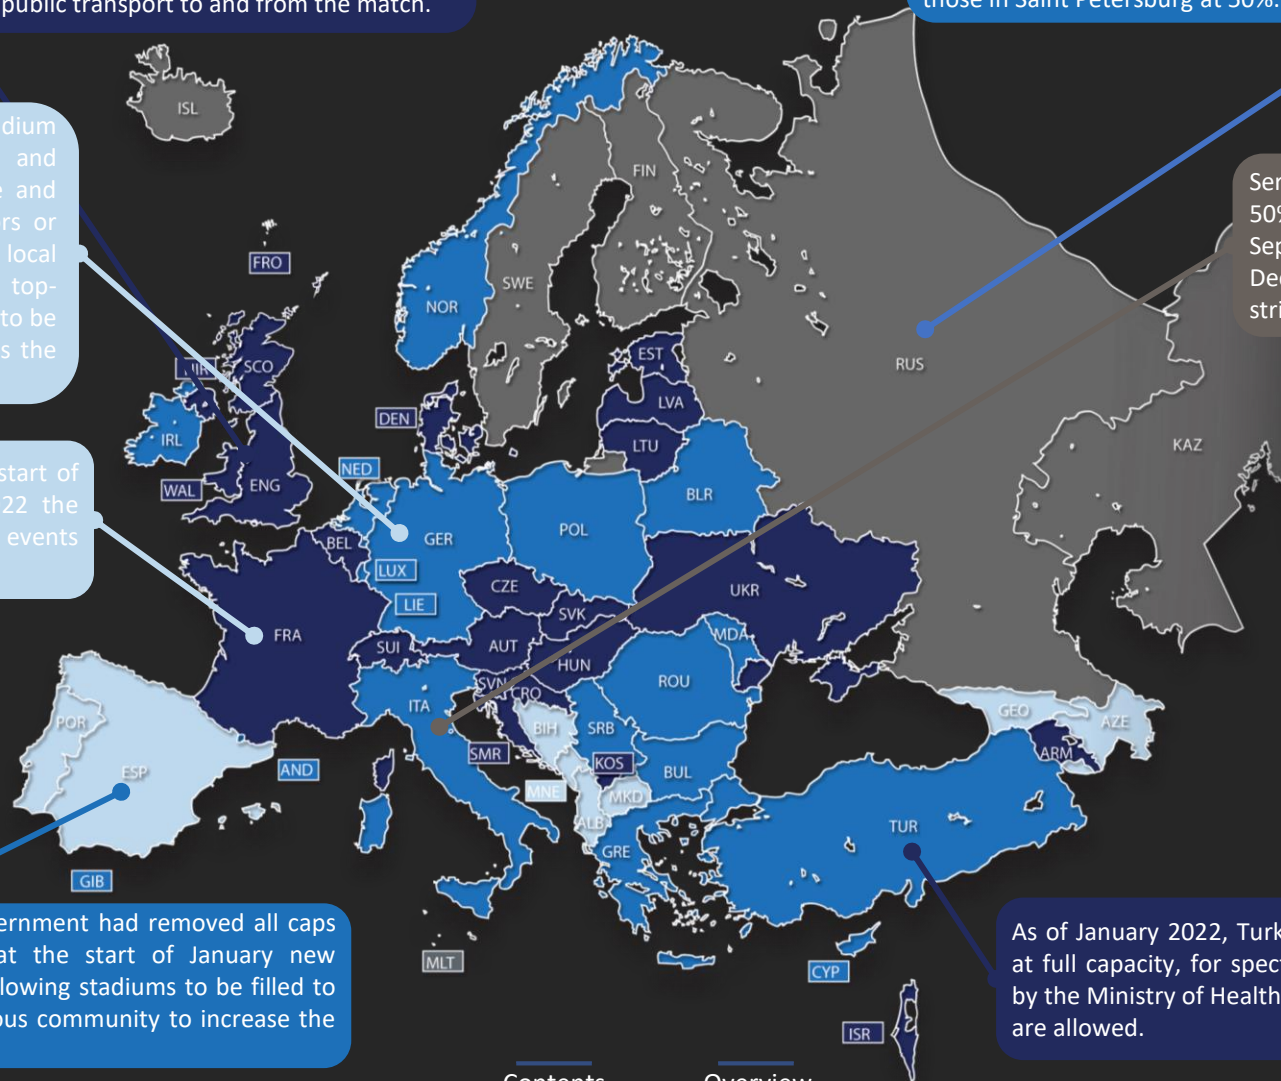 public transport to and from the match.
those in Saint Petersburg at 50%.
adium
and
e and
rs or
local
top-
to be
s the
start of
22 the
events
Ser
50%
Sep
Dec
stri
ISL
FIN
FRO
SWE
NOR
RUS
NIR
SCO
EST
LVA
DEN
LTU
KAZ
IRL
NED
WAL
ENG
BLR
POL
BEL
GER
LUX
CZE
LIE
UKR
SVK
FRA
SUI
AUT
MDA
HUN
SVN
CRO
ROU
ITA
POR
BIH
SRB
GEO
AZE
SMR
KOS
ARM
ESP
AND
BUL
MNE
MKD
ALB
TUR
GRE
GIB
MLT
CYP
ISR
ernment had removed all caps
at the start of January new
lowing stadiums to be filled to
ous community to increase the
As of January 2022, Turk
at full capacity, for spect
by the Ministry of Health
are allowed.
Contents
Overview